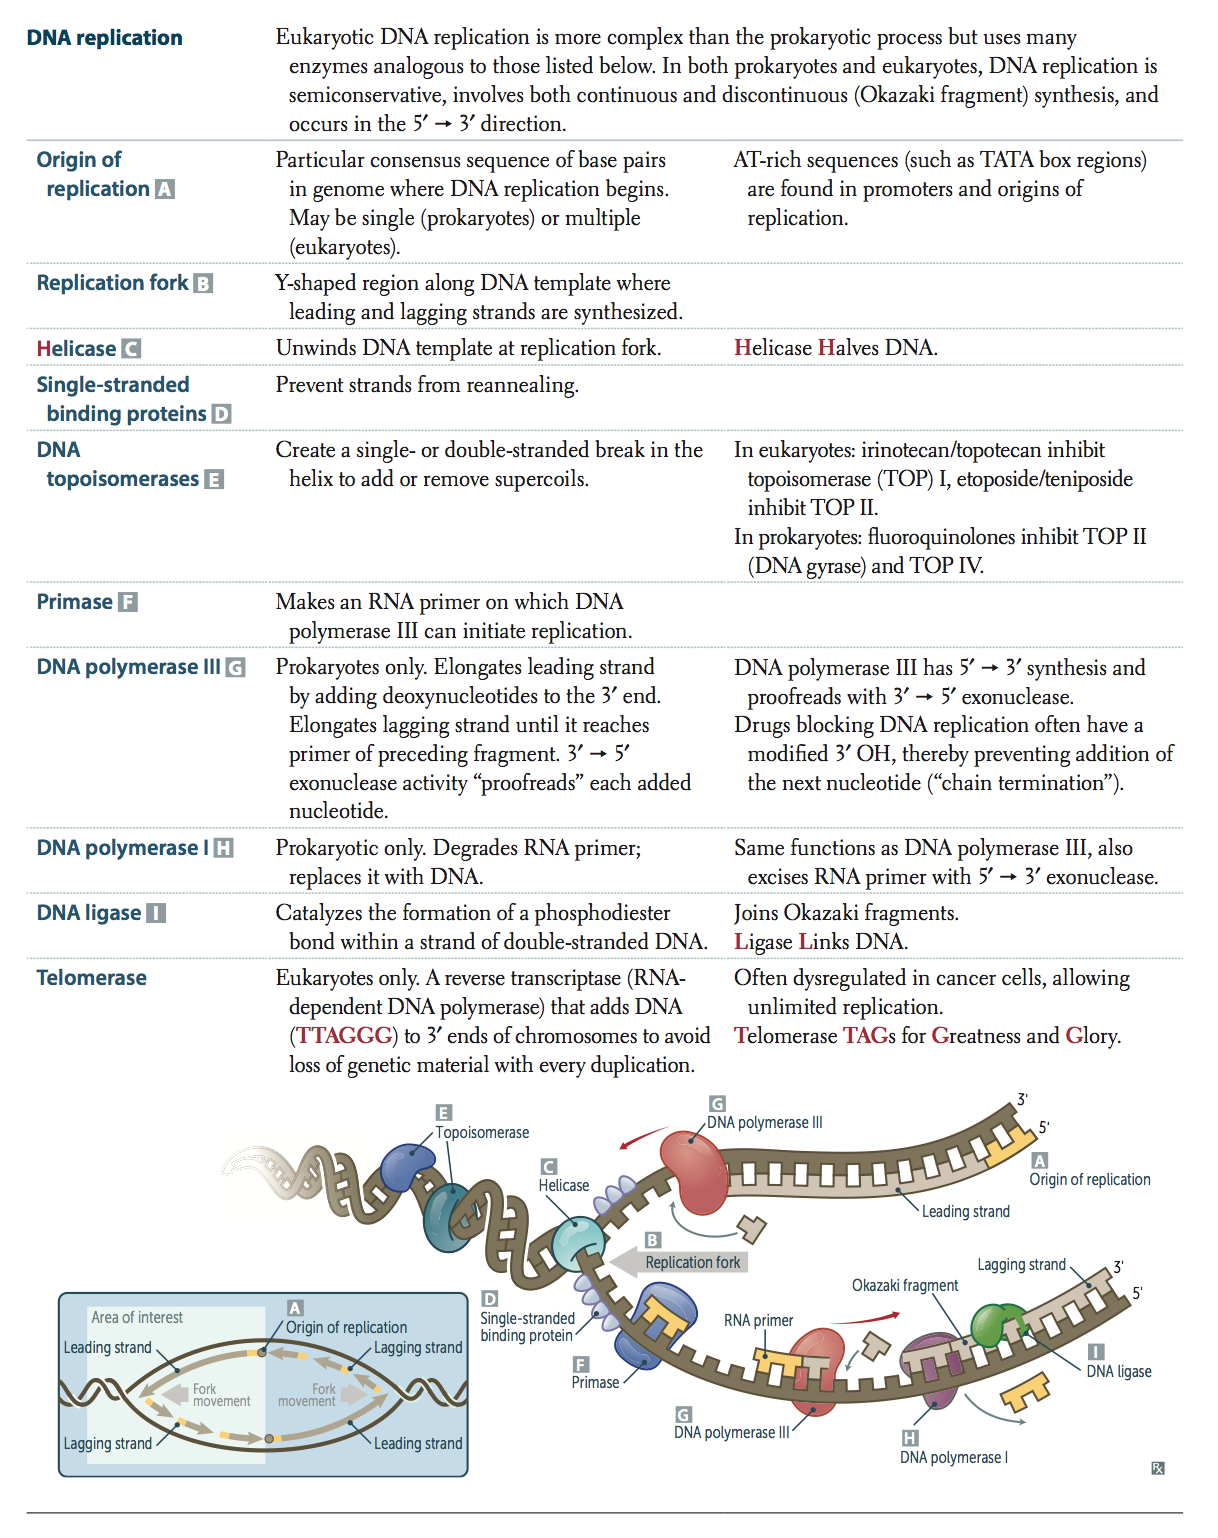 DNA replication
Eukaryotic DNA replication is more complex than the prokaryotic process but uses many
enzymes analogous to those listed below. In both prokaryotes and eukaryotes, DNA replication is
semiconservative, involves both continuous and discontinuous (Okazaki fragment) synthesis, and
occurs in the 5′ → 3′ direction.
Origin of
replication A
Particular consensus sequence of base pairs
in genome where DNA replication begins.
May be single (prokaryotes) or multiple
(eukaryotes).
AT-rich sequences (such as TATA box regions)
are found in promoters and origins of
replication.
Replication fork B
Y-shaped region along DNA template where
leading and lagging strands are synthesized.
Helicase C
Unwinds DNA template at replication fork.
Helicase Halves DNA.
Single-stranded
binding proteins D
Prevent strands from reannealing.
DNA
topoisomerases E
Create a single- or double-stranded break in the
helix to add or remove supercoils.
In eukaryotes: irinotecan/topotecan inhibit
topoisomerase (TOP) I, etoposide/teniposide
inhibit TOP II.
In prokaryotes: fluoroquinolones inhibit TOP II
(DNA gyrase) and TOP IV.
Primase F
Makes an RNA primer on which DNA
polymerase III can initiate replication.
DNA polymerase III G
Prokaryotes only. Elongates leading strand
by adding deoxynucleotides to the 3′ end.
Elongates lagging strand until it reaches
primer of preceding fragment. 3′ → 5′
exonuclease activity “proofreads” each added
nucleotide.
DNA polymerase III has 5′ → 3′ synthesis and
proofreads with 3′ → 5′ exonuclease.
Drugs blocking DNA replication often have a
modified 3′ OH, thereby preventing addition of
the next nucleotide (“chain termination”).
DNA polymerase I H
Prokaryotic only. Degrades RNA primer;
replaces it with DNA.
Same functions as DNA polymerase III, also
excises RNA primer with 5′ → 3′ exonuclease.
DNA ligase I
Catalyzes the formation of a phosphodiester
bond within a strand of double-stranded DNA.
Joins Okazaki fragments.
Ligase Links DNA.
Telomerase
Eukaryotes only. A reverse transcriptase (RNA-
dependent DNA polymerase) that adds DNA
(TTAGGG) to 3′ ends of chromosomes to avoid
loss of genetic material with every duplication.
Often dysregulated in cancer cells, allowing
unlimited replication.
Telomerase TAGs for Greatness and Glory.
E
Topoisomerase
G
DNA polymerase III
3'
5'
A
Origin of replication
C
Helicase
Leading strand
B
Replication fork
D
Single-stranded
binding protein
F
Primase
RNA primer
Okazaki fragment
Lagging strand
3'
5'
I
DNA ligase
G
DNA polymerase III
H
DNA polymerase I
Area of interest
A
Origin of replication
Leading strand
Lagging strand
Fork
movement
Fork
movement
Lagging strand
Leading strand
Rx